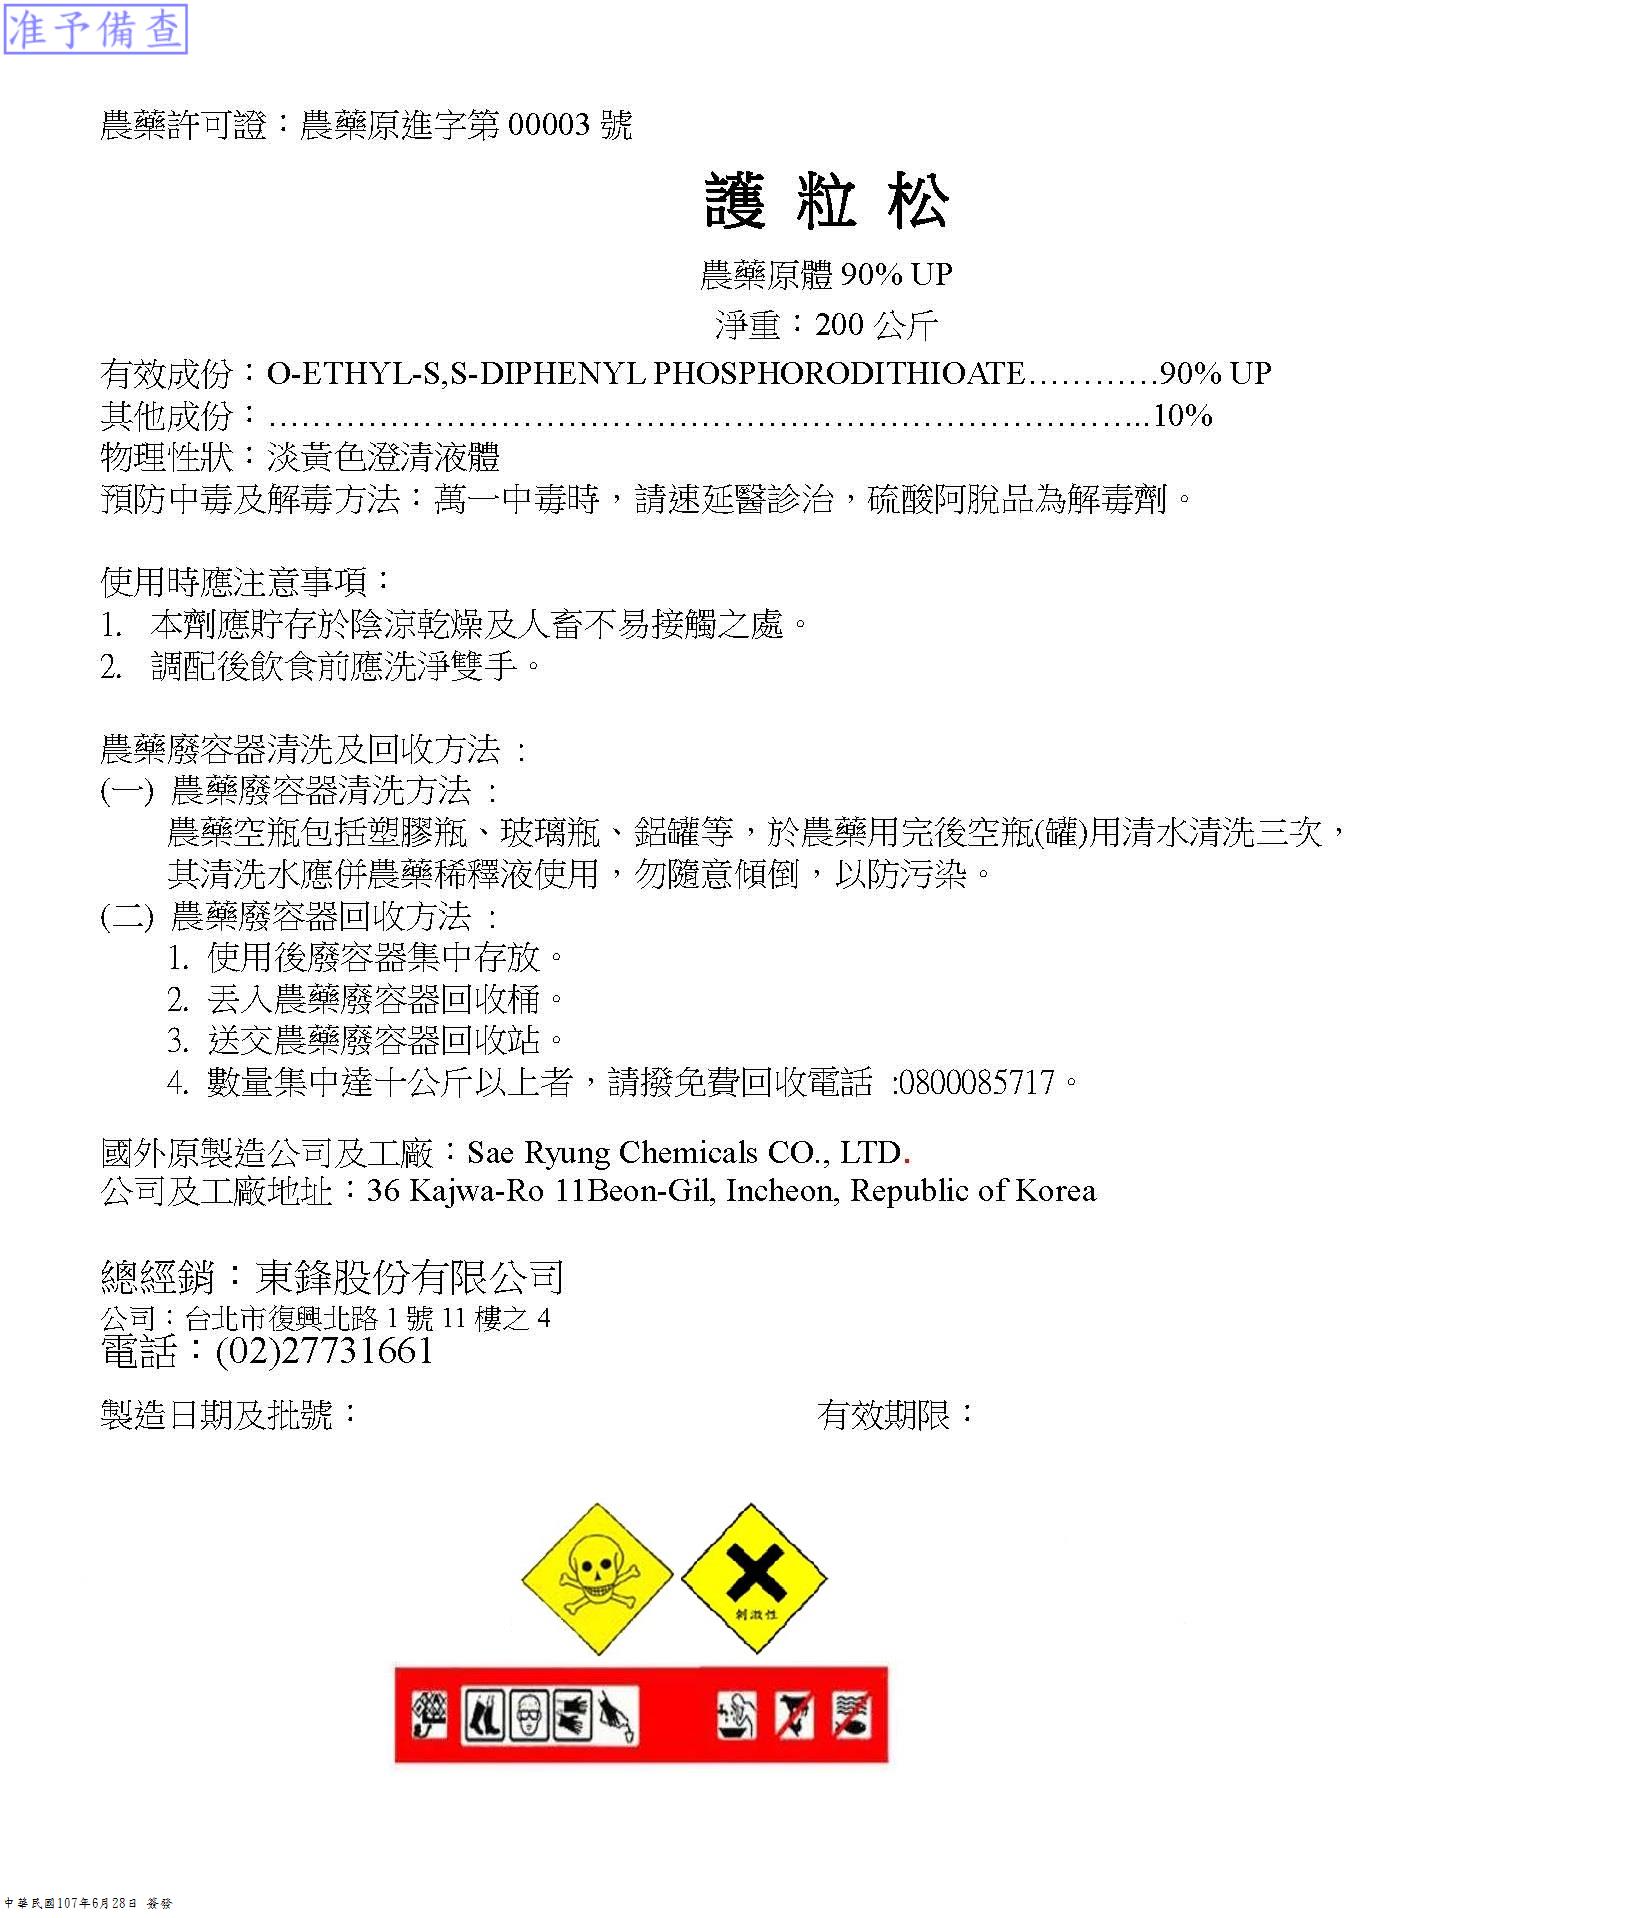 准予備查
農藥許可證：農藥原進字第 00003 號
護 粒 松
農藥原體 90% UP
淨重：200 公斤
有效成份：O-ETHYL-S,S-DIPHENYL PHOSPHORODITHIOATE…………90% UP
其他成份：…………………………………………………………………………..10%
物理性狀：淡黃色澄清液體
預防中毒及解毒方法：萬一中毒時，請速延醫診治，硫酸阿脫品為解毒劑。
使用時應注意事項：
1. 本劑應貯存於陰涼乾燥及人畜不易接觸之處。
2. 調配後飲食前應洗淨雙手。
農藥廢容器清洗及回收方法 :
(一) 農藥廢容器清洗方法 :
農藥空瓶包括塑膠瓶、玻璃瓶、鋁罐等，於農藥用完後空瓶(罐)用清水清洗三次，
其清洗水應併農藥稀釋液使用，勿隨意傾倒，以防污染。
(二) 農藥廢容器回收方法 :
1. 使用後廢容器集中存放。
2. 丟入農藥廢容器回收桶。
3. 送交農藥廢容器回收站。
4. 數量集中達十公斤以上者，請撥免費回收電話 :0800085717。
國外原製造公司及工廠：Sae Ryung Chemicals CO., LTD.
公司及工廠地址：36 Kajwa-Ro 11Beon-Gil, Incheon, Republic of Korea
總經銷：東鋒股份有限公司
公司：台北市復興北路 1 號 11 樓之 4
電話：(02)27731661
製造日期及批號： 有效期限：
刺激性
中華民國107年6月28日 簽發